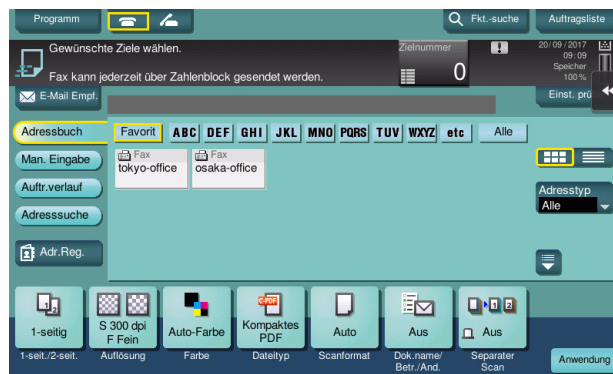 Programm
Fkt.-suche
Auftragsliste
Gewünschte Ziele wählen.
Fax kann jederzeit über Zahlenblock gesendet werden.
Zielnummer
0
20/09/2017
09:09
Speicher
100%
E-Mail Empf.
Einst. prü
Adressbuch
Favorit ABC DEF GHI JKL MNO PQRS TUV WXYZ etc Alle
Man. Eingabe
Fax
tokyo-office
Fax
osaka-office
Auftr.verlauf
Adresstyp
Alle
Adresssuche
Adr.Reg.
1-seitig
S 300 dpi
F Fein
Auto-Farbe
Kompaktes
PDF
Auto
Aus
Aus
1-seit./2-seit.
Auflösung
Farbe
Dateityp
Scanformat
Dok.name/
Betr./And.
Separater
Scan
Anwendung